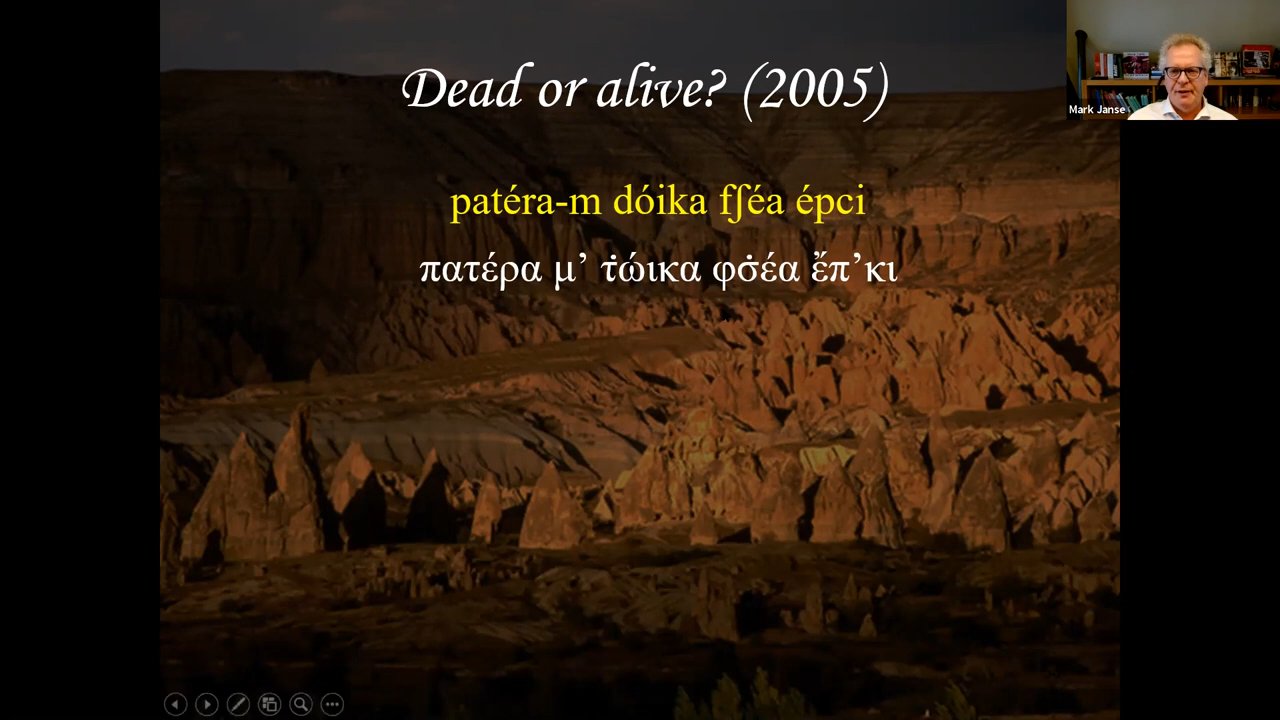 Dead or alive? (2005)
Mark Janse
patéra-m dóika fʃéa épci
πατέρα μ’ τ̇ώικα φσ̇έα ἔπ’κι